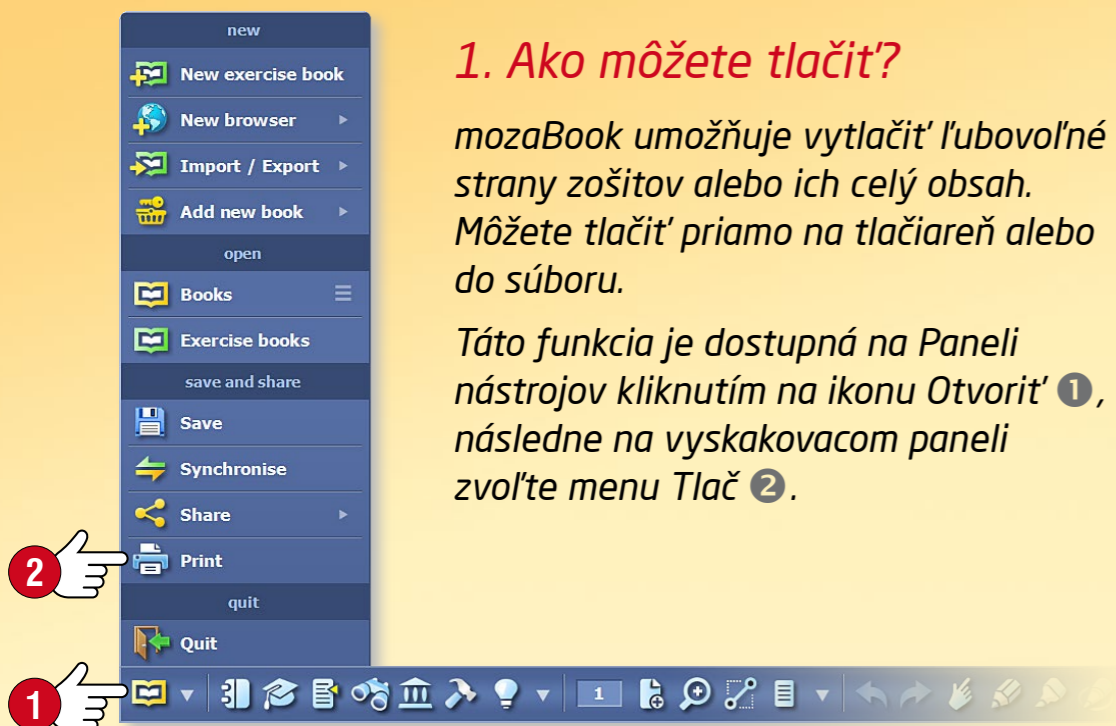 new
New exercise book
New browser
Import / Export
Add new book
open
Books
Exercise books
save and share
Save
Synchronise
Share
2
Print
quit
Quit
1
1
1. Ako môžete tlačiť?
mozaBook umožňuje vytlačiť ľubovoľné
strany zošitov alebo ich celý obsah.
Môžete tlačiť priamo na tlačiareň alebo
do súboru.
Táto funkcia je dostupná na Paneli
nástrojov kliknutím na ikonu Otvoriť ❶,
následne na vyskakovacom paneli
zvoľte menu Tlač ❷.